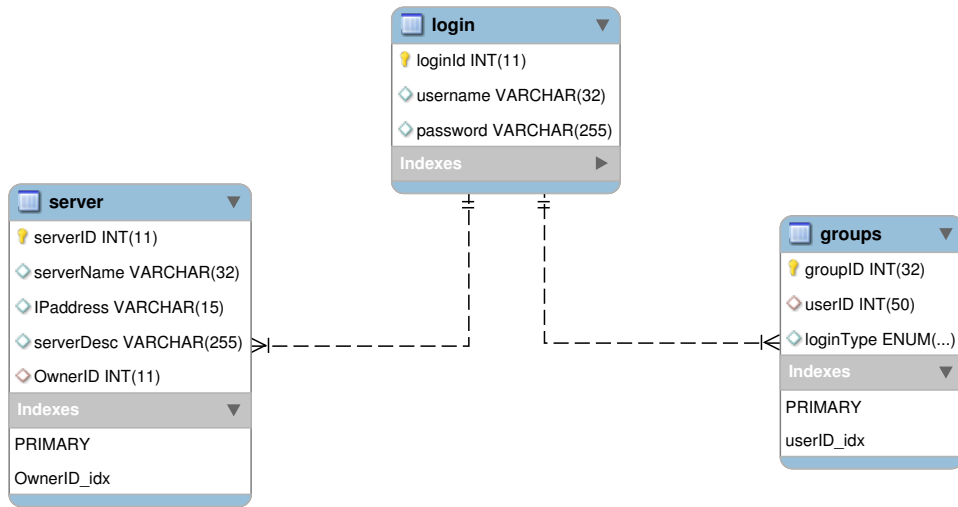 login
loginId INT(11)
username VARCHAR(32)
password VARCHAR(255)
Indexes
server
serverID INT(11)
serverName VARCHAR(32)
IPaddress VARCHAR(15)
serverDesc VARCHAR(255)
OwnerID INT(11)
Indexes
PRIMARY
OwnerID_idx
groups
groupID INT(32)
userID INT(50)
loginType ENUM(...)
Indexes
PRIMARY
userID_idx